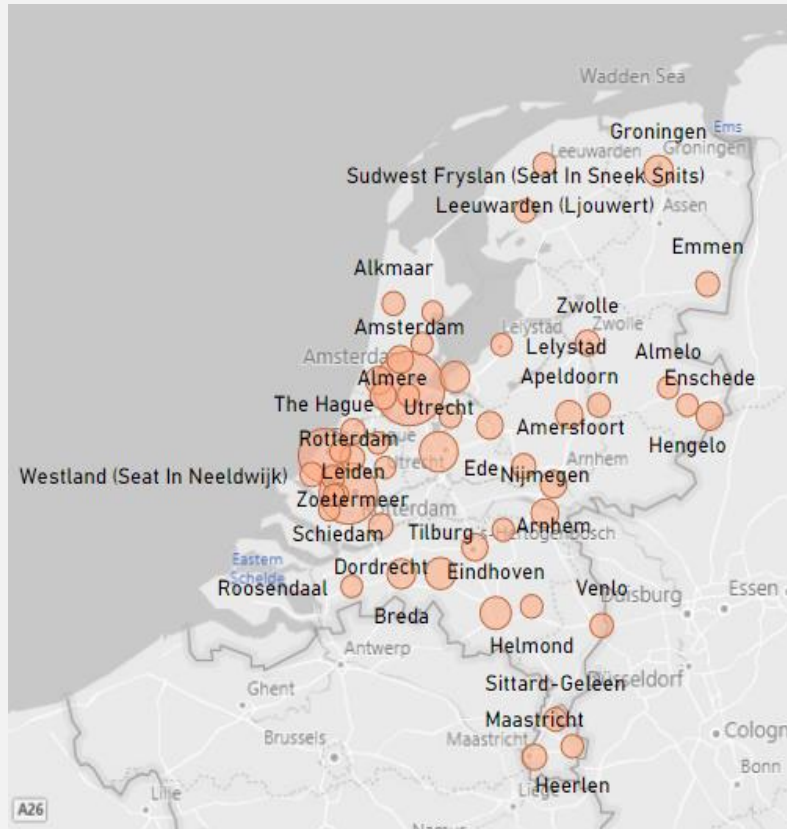 Wadden Sea
Groningen Ems
Leeuwarden Groningen
Sudwest Fryslan (Seat In Sneek Snits)
Leeuwarden (Ljouwert)
Assen
Emmen
Alkmaar
Zwolle
Amsterdam Lelystad Zwolle
Amsterdam Lelystad Almelo
Almere Apeldoorn Enschede
The Hague Utrecht Amersfoort
Rotterdam Hengelo
Leiden Ede Nijmegen Arnhem
Westland (Seat In Neeldwijk)
Zoetermeer
Schiedam Tilburg Arnhem
Eastern
Schelde
Dordrecht Eindhoven
Roosendaal Venlo Duisburg Essen
Breda
Helmond
Antwerp
Sittard-Geleen Düsseldorf
Ghent
Maastricht
Brussels Maastricht Cologn
Bonn
Heerlen
Lille Liège
A26